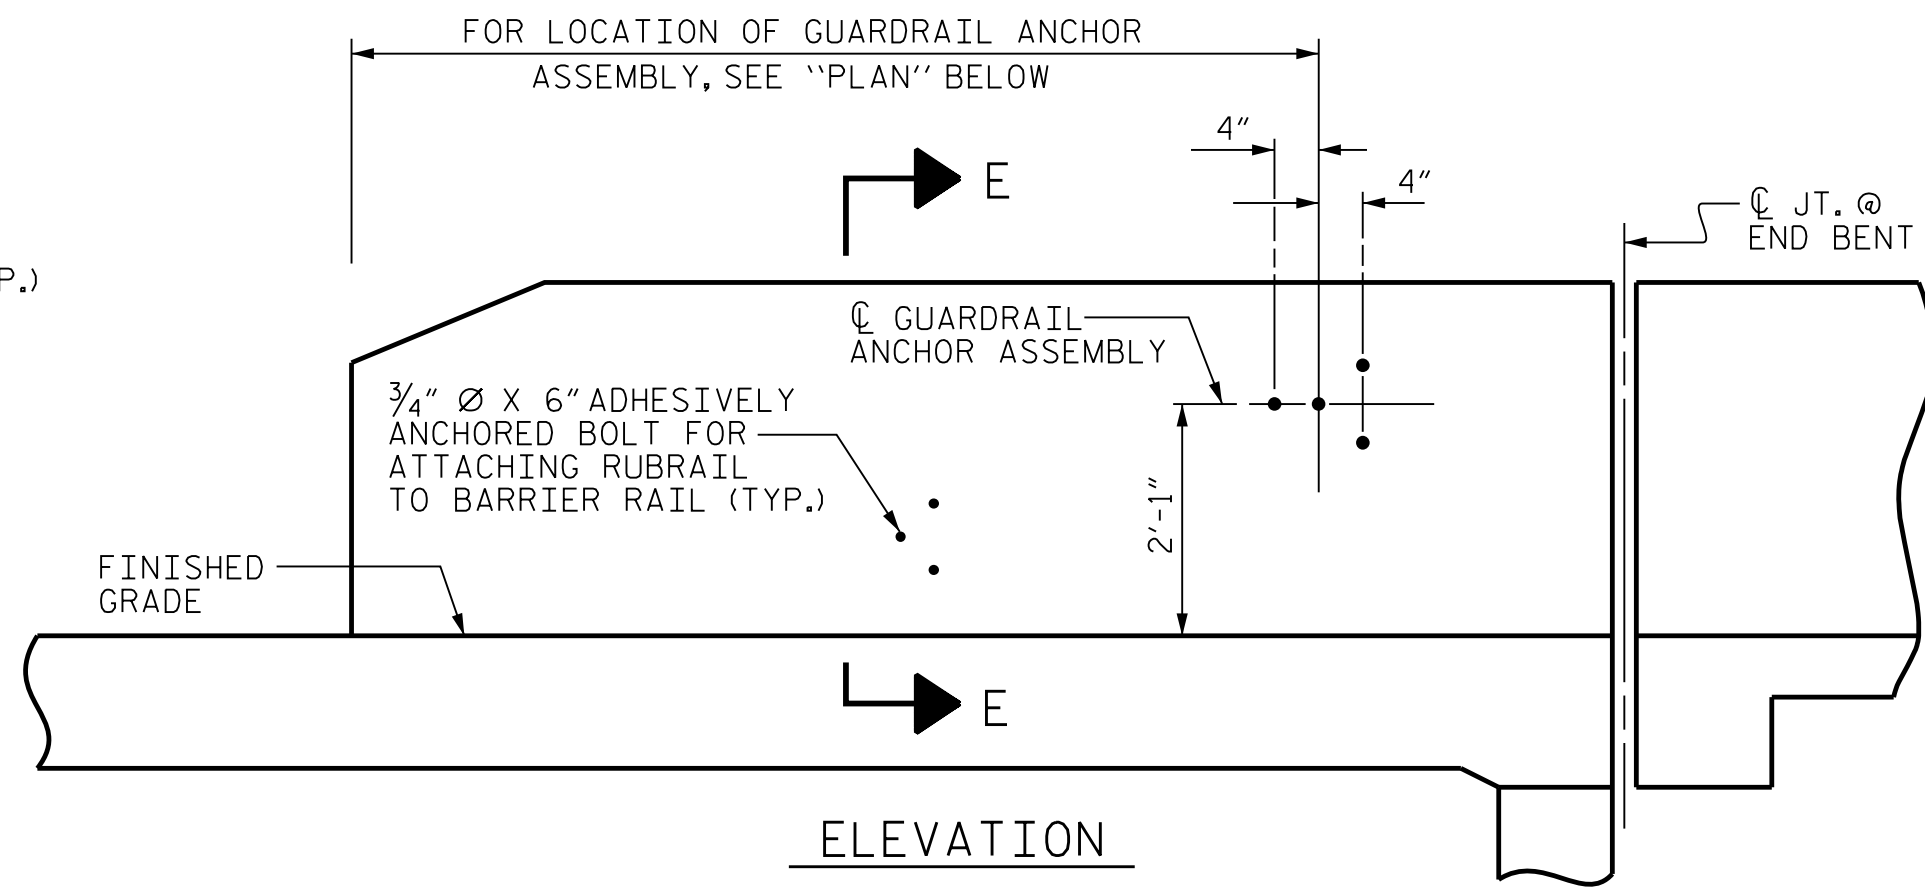 FOR LOCATION OF GUARDRAIL ANCHOR
ASSEMBLY, SEE "PLAN" BELOW
4"
4"
E
℄ JT. @
END BENT
P.)
℄ GUARDRAIL
ANCHOR ASSEMBLY
3/4" Ø X 6" ADHESIVELY
ANCHORED BOLT FOR
ATTACHING RUBRAIL
TO BARRIER RAIL (TYP.)
2'-1"
FINISHED
GRADE
E
ELEVATION